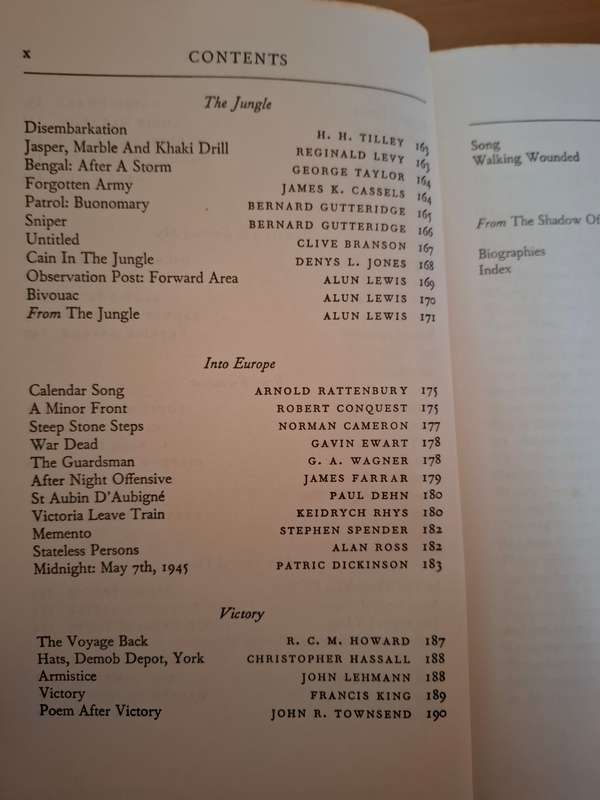 x CONTENTS
The Jungle
Disembarkation H. H. TILLEY 163
Jasper, Marble And Khaki Drill REGINALD LEVY 163
Bengal: After A Storm GEORGE TAYLOR 164
Forgotten Army JAMES K. CASSELS 164
Patrol: Buonomary BERNARD GUTTERIDGE 165
Sniper BERNARD GUTTERIDGE 166
Untitled CLIVE BRANSON 167
Cain In The Jungle DENYS L. JONES 168
Observation Post: Forward Area ALUN LEWIS 169
Bivouac ALUN LEWIS 170
From The Jungle ALUN LEWIS 171
Into Europe
Calendar Song ARNOLD RATTENBURY 175
A Minor Front ROBERT CONQUEST 175
Steep Stone Steps NORMAN CAMERON 177
War Dead GAVIN EWART 178
The Guardsman G. A. WAGNER 178
After Night Offensive JAMES FARRAR 179
St Aubin D'Aubigné PAUL DEHN 180
Victoria Leave Train KEIDRYCH RHYS 180
Memento STEPHEN SPENDER 182
Stateless Persons ALAN ROSS 182
Midnight: May 7th, 1945 PATRIC DICKINSON 183
Victory
The Voyage Back R. C. M. HOWARD 187
Hats, Demob Depot, York CHRISTOPHER HASSALL 188
Armistice JOHN LEHMANN 188
Victory FRANCIS KING 189
Poem After Victory JOHN R. TOWNSEND 190
Song
Walking Wounded
From The Shadow Of
Biographies
Index